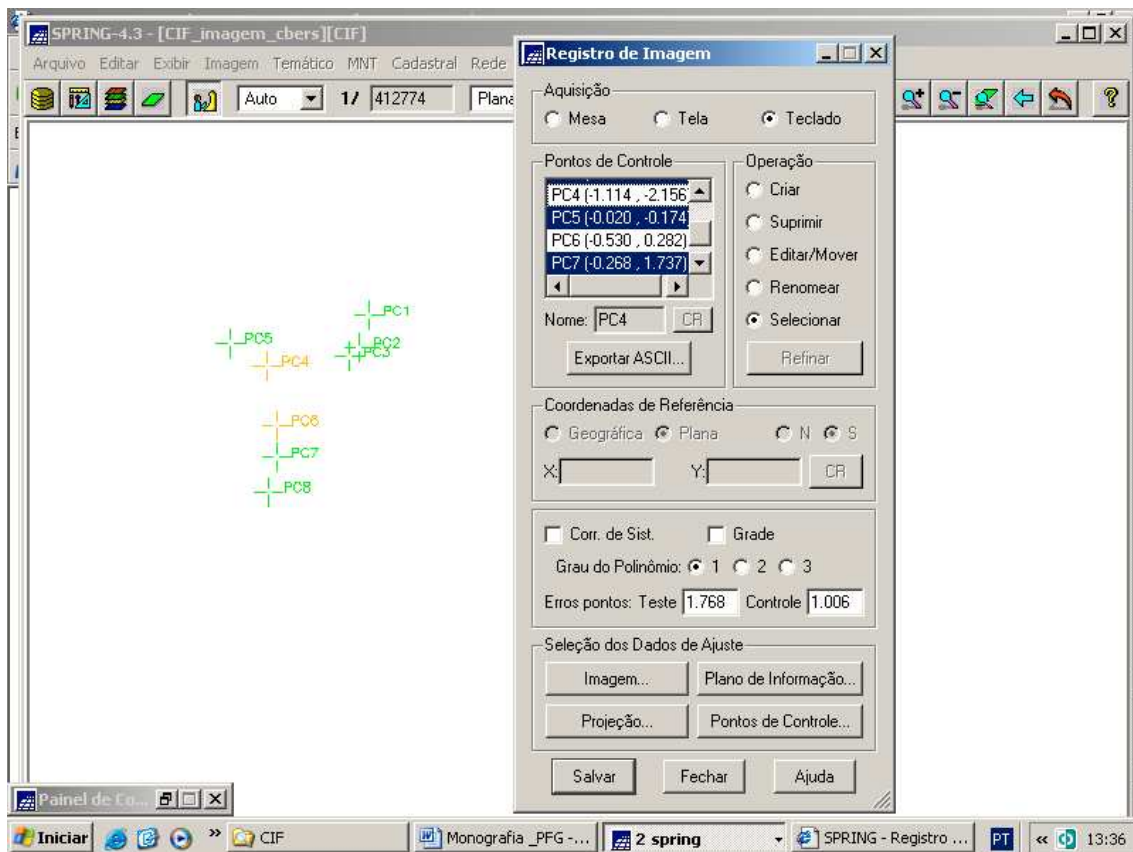 SPRING-4.3 - [CIF_imagem_cbers][CIF]
Arquivo Editar Exibir Imagem Temático MNT Cadastral Rede
Auto 1/ 412774 Plana
PC1
PC2
PC3
PC5
PC4
PC6
PC7
PC8
Registro de Imagem
Aquisição
Mesa Tela Teclado
Pontos de Controle
PC4 (-1.114 , -2.156
PC5 (-0.020 , -0.174
PC6 (-0.530 , 0.282)
PC7 (-0.268 , 1.737)
Nome: PC4 CR
Exportar ASCII...
Operação
Criar
Suprimir
Editar/Mover
Renomear
Selecionar
Refinar
Coordenadas de Referência
Geográfica Plana N S
X: Y: CR
Corr. de Sist. Grade
Grau do Polinômio: 1 2 3
Erros pontos: Teste 1.768 Controle 1.006
Seleção dos Dados de Ajuste
Imagem... Plano de Informação...
Projeção... Pontos de Controle...
Salvar Fechar Ajuda
Painel de Co...
Iniciar » CIF Monografia _PFG -... 2 spring SPRING - Registro ... PT « 13:36